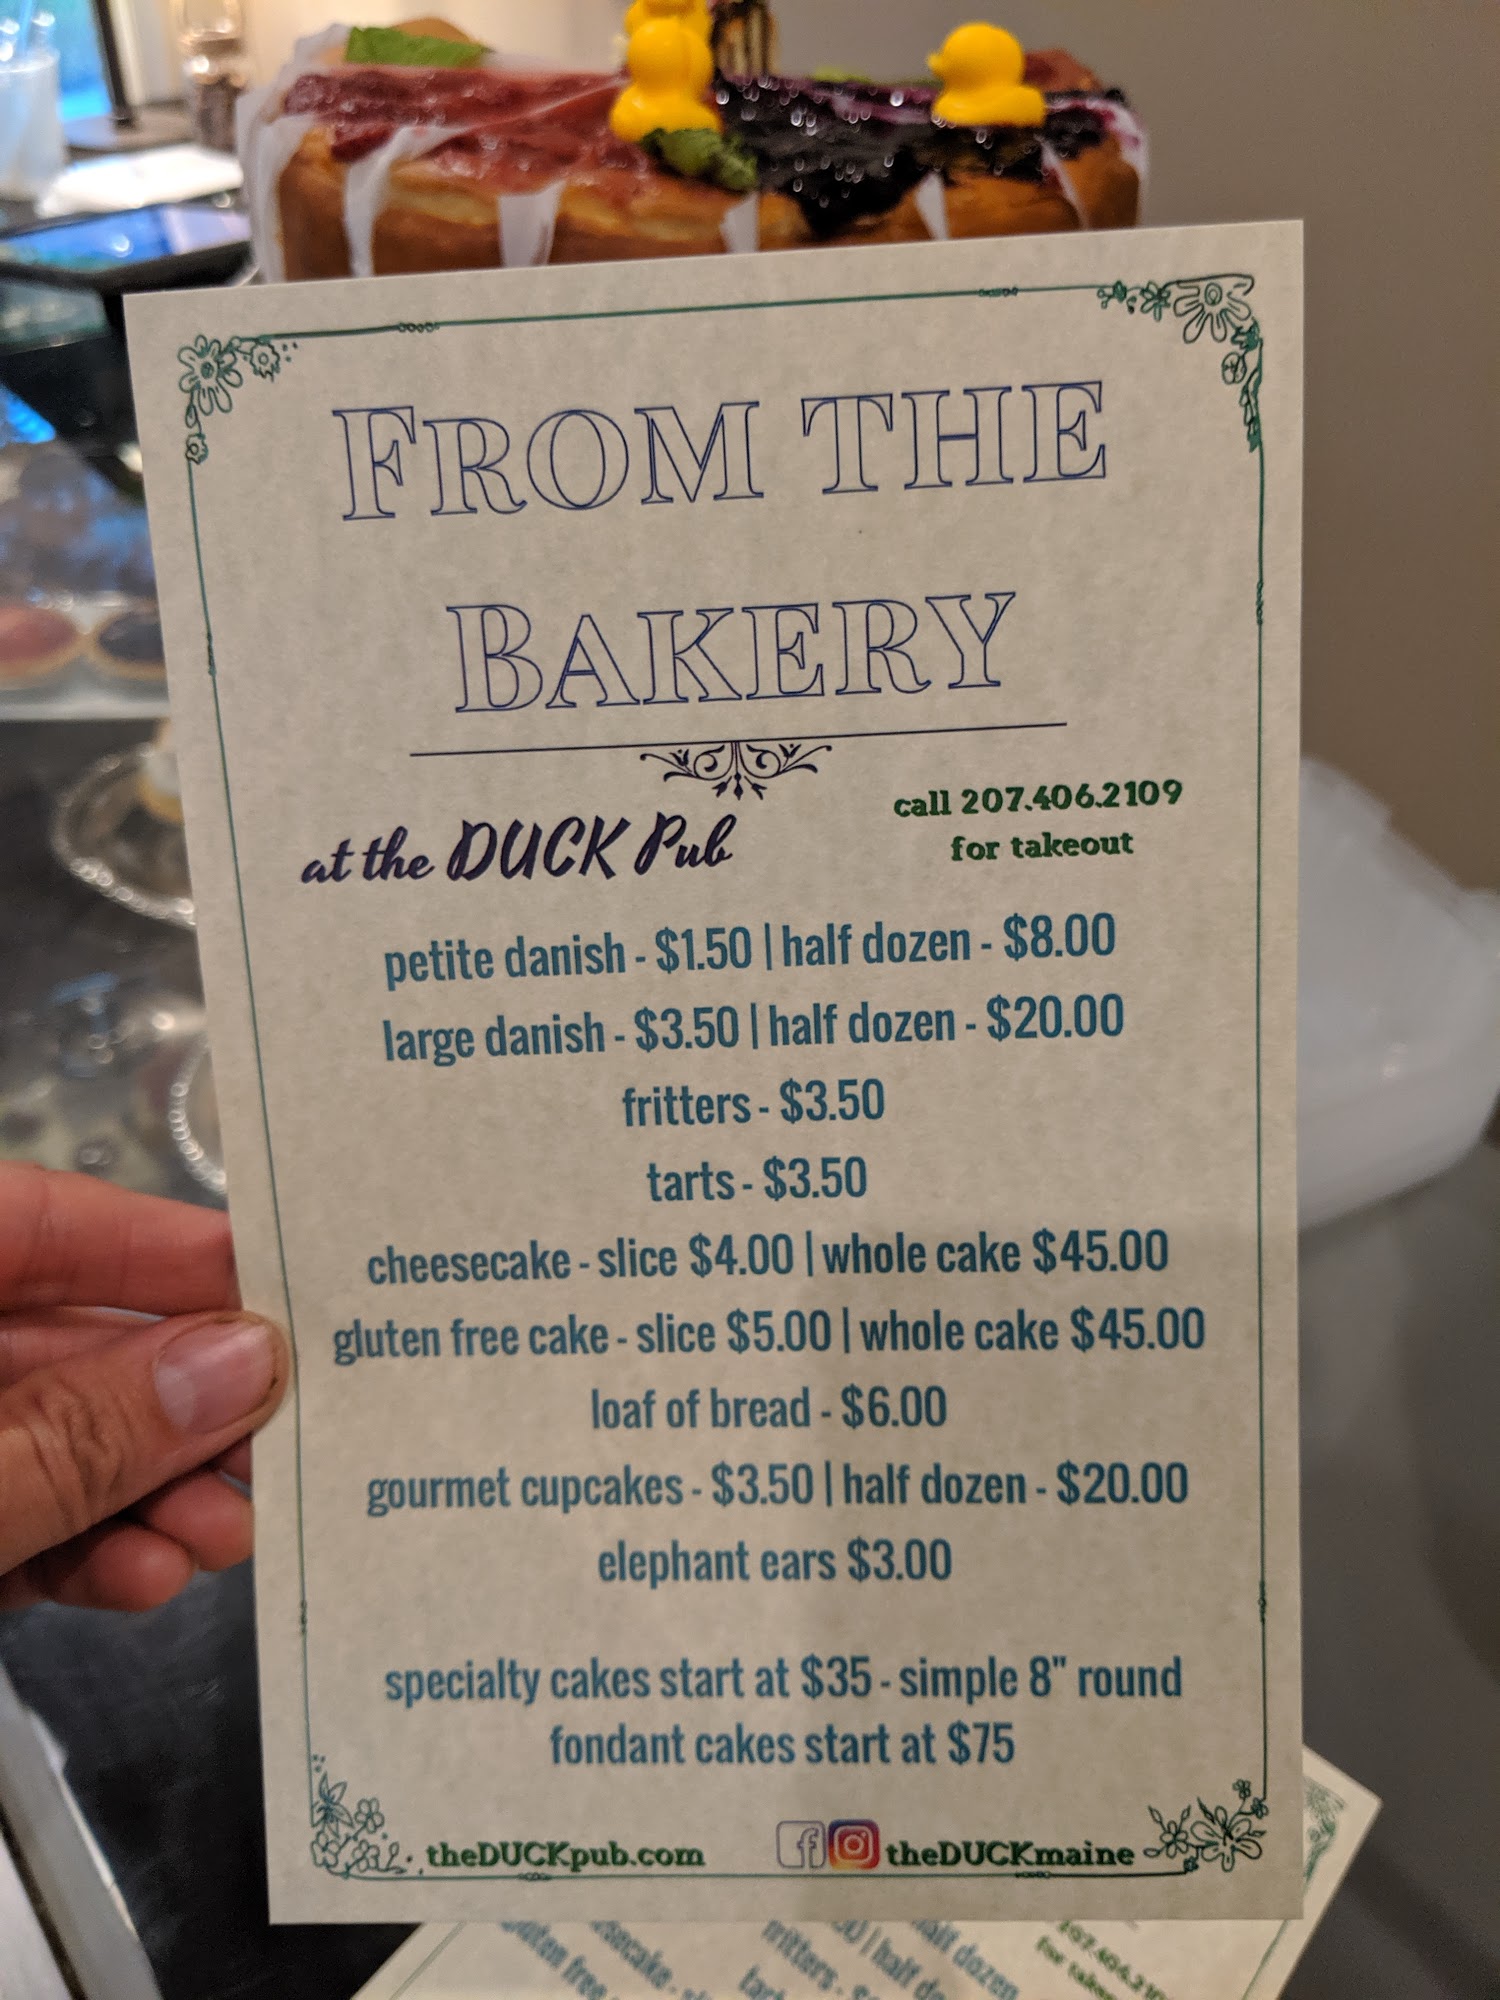 FROM THE
BAKERY
at the DUCK Pub
call 207.406.2109
for takeout
petite danish - $1.50 | half dozen - $8.00
large danish - $3.50 | half dozen - $20.00
fritters - $3.50
tarts - $3.50
cheesecake - slice $4.00 | whole cake $45.00
gluten free cake - slice $5.00 | whole cake $45.00
loaf of bread - $6.00
gourmet cupcakes - $3.50 | half dozen - $20.00
elephant ears $3.00
specialty cakes start at $35 - simple 8" round
fondant cakes start at $75
theDUCKpub.com
theDUCKmaine